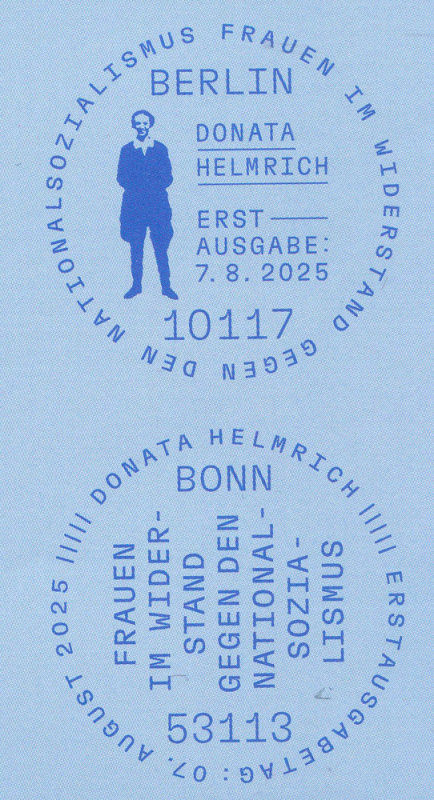 FRAUEN IM WIDERSTAND GEGEN DEN NATIONALSOZIALISMUS
BERLIN
DONATA
HELMRICH
ERST
AUSGABE:
7. 8. 2025
10117
||||| DONATA HELMRICH |||||
BONN
FRAUEN
IM WIDER-
STAND
GEGEN DEN
NATIONAL-
SOZIA-
LISMUS
53113
ERSTAUSGABETAG: 07. AUGUST 2025